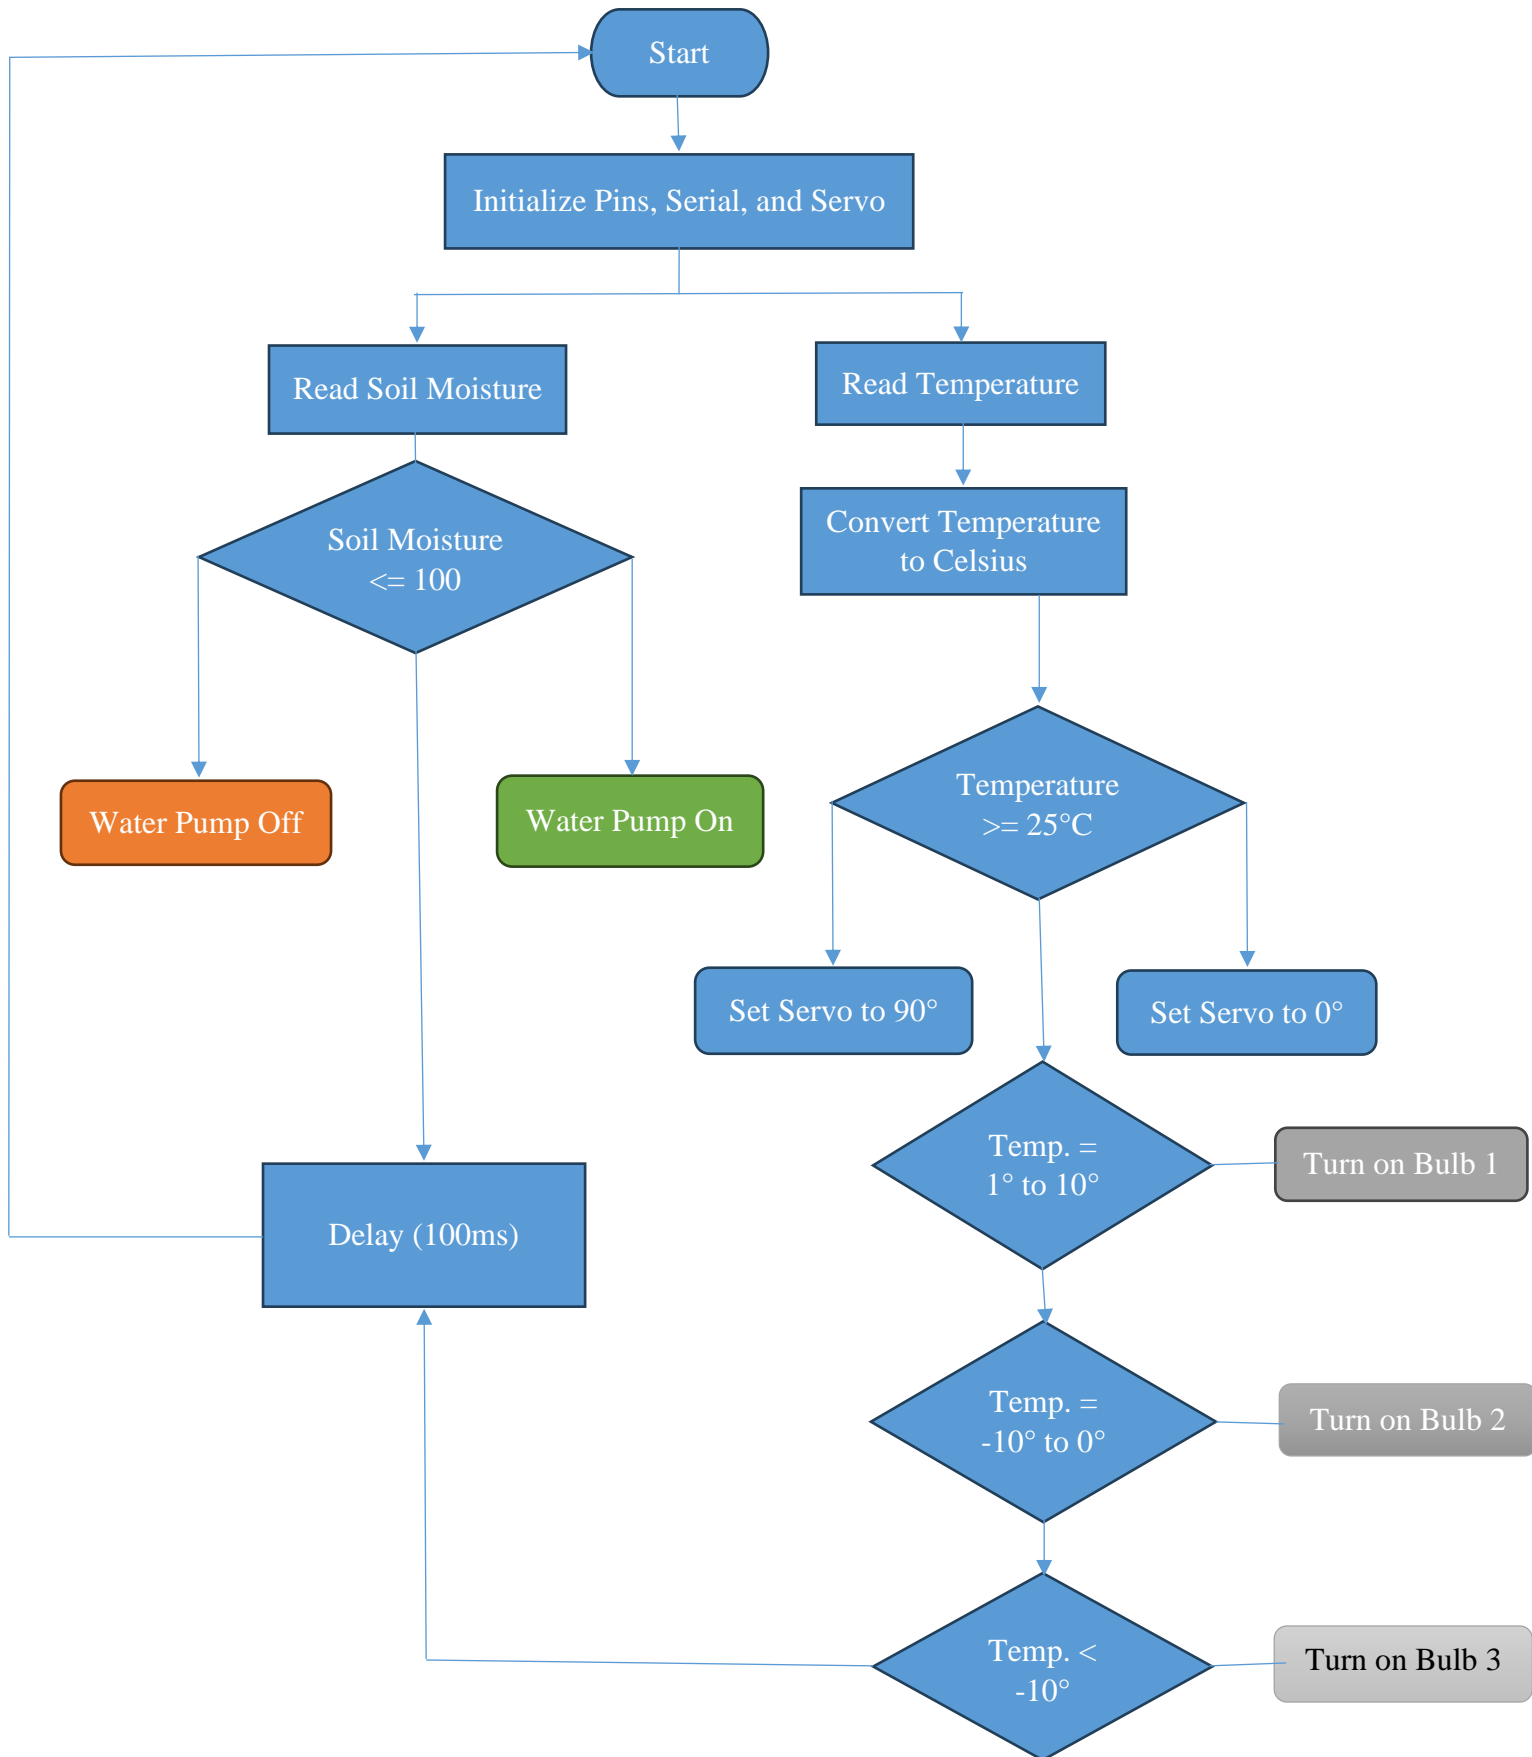 Start
Initialize Pins, Serial, and Servo
Read Soil Moisture
Read Temperature
Convert Temperature
to Celsius
Soil Moisture
<= 100
Water Pump Off
Water Pump On
Temperature
>= 25°C
Set Servo to 90°
Set Servo to 0°
Temp. =
1° to 10°
Turn on Bulb 1
Delay (100ms)
Temp. =
-10° to 0°
Turn on Bulb 2
Temp. <
-10°
Turn on Bulb 3